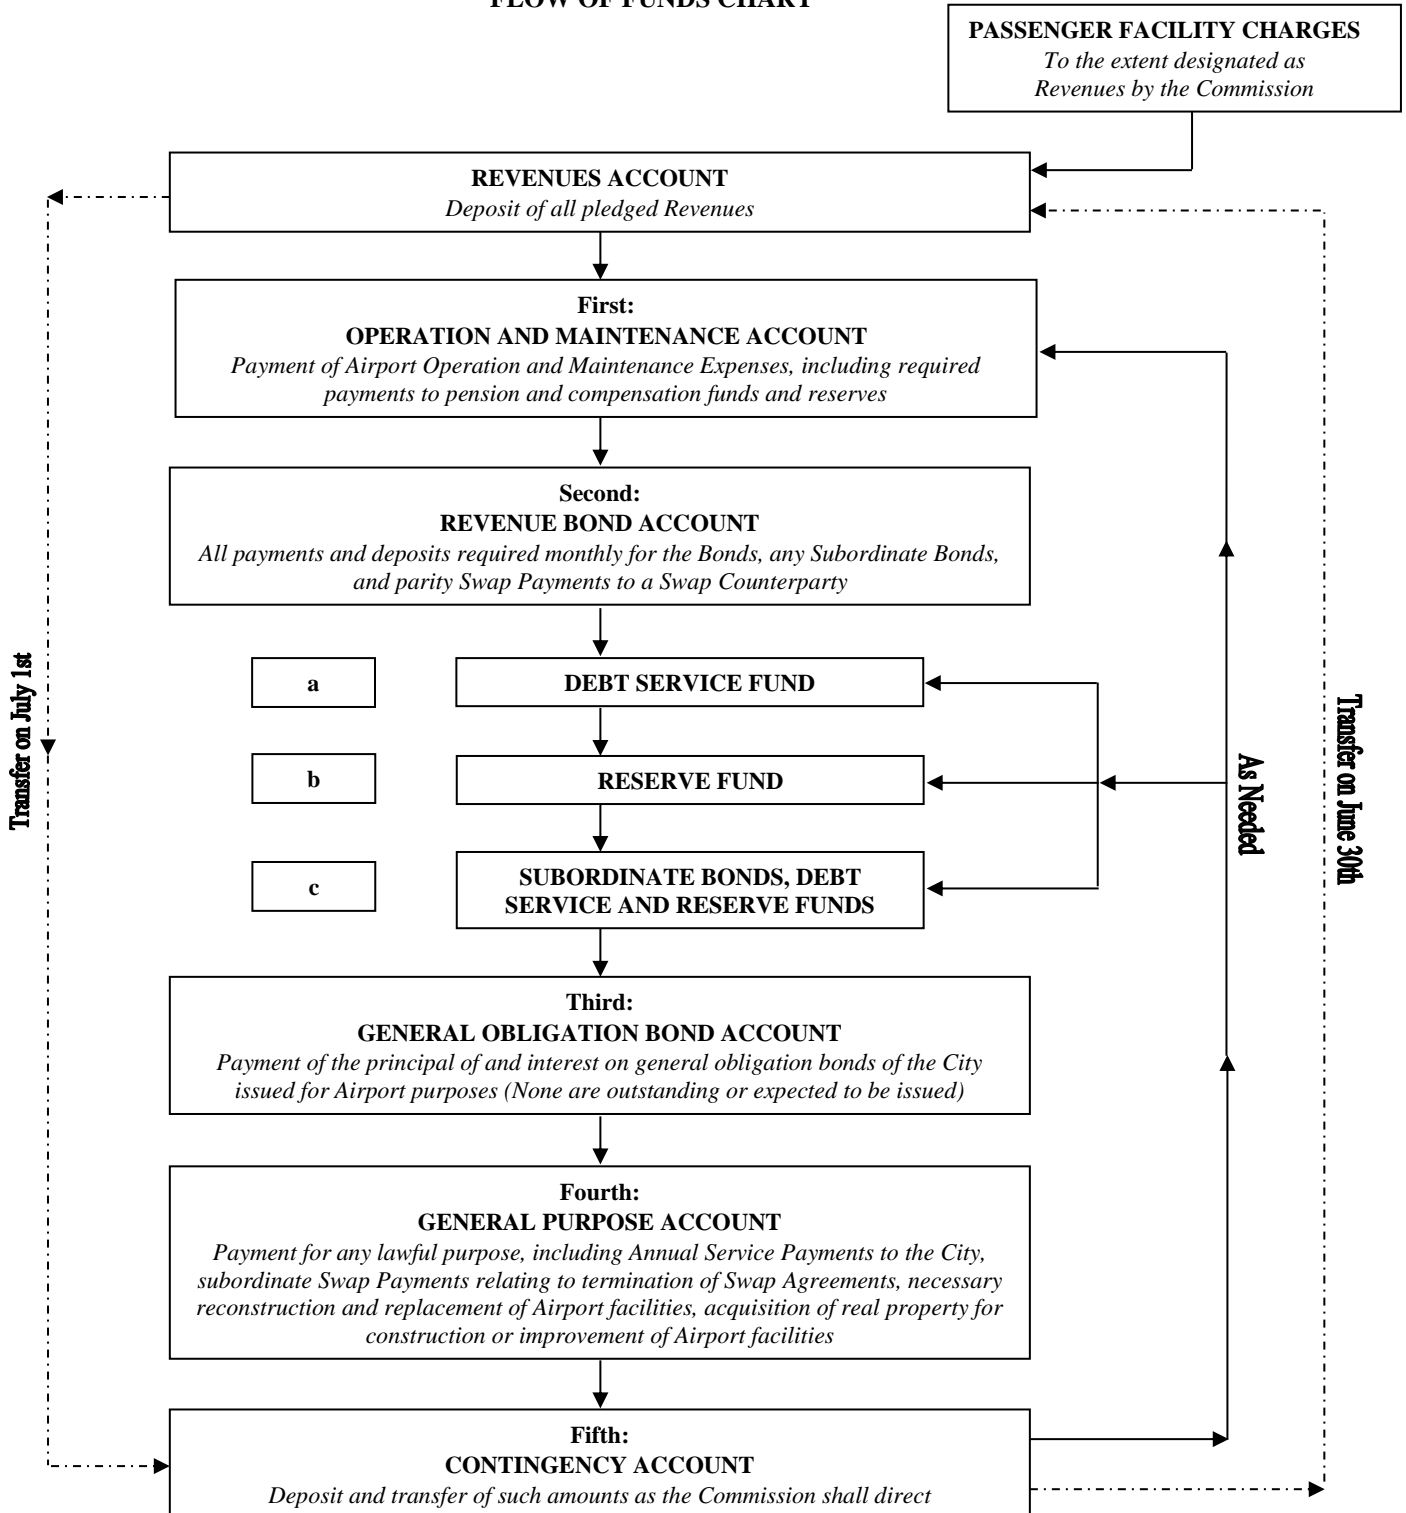 FLOW OF FUNDS CHART
PASSENGER FACILITY CHARGES
To the extent designated as
Revenues by the Commission
REVENUES ACCOUNT
Deposit of all pledged Revenues
First:
OPERATION AND MAINTENANCE ACCOUNT
Payment of Airport Operation and Maintenance Expenses, including required
payments to pension and compensation funds and reserves
Second:
REVENUE BOND ACCOUNT
All payments and deposits required monthly for the Bonds, any Subordinate Bonds,
and parity Swap Payments to a Swap Counterparty
Transfer on July 1st
a
DEBT SERVICE FUND
b
RESERVE FUND
c
SUBORDINATE BONDS, DEBT
SERVICE AND RESERVE FUNDS
As Needed
Transfer on June 30th
Third:
GENERAL OBLIGATION BOND ACCOUNT
Payment of the principal of and interest on general obligation bonds of the City
issued for Airport purposes (None are outstanding or expected to be issued)
Fourth:
GENERAL PURPOSE ACCOUNT
Payment for any lawful purpose, including Annual Service Payments to the City,
subordinate Swap Payments relating to termination of Swap Agreements, necessary
reconstruction and replacement of Airport facilities, acquisition of real property for
construction or improvement of Airport facilities
Fifth:
CONTINGENCY ACCOUNT
Deposit and transfer of such amounts as the Commission shall direct